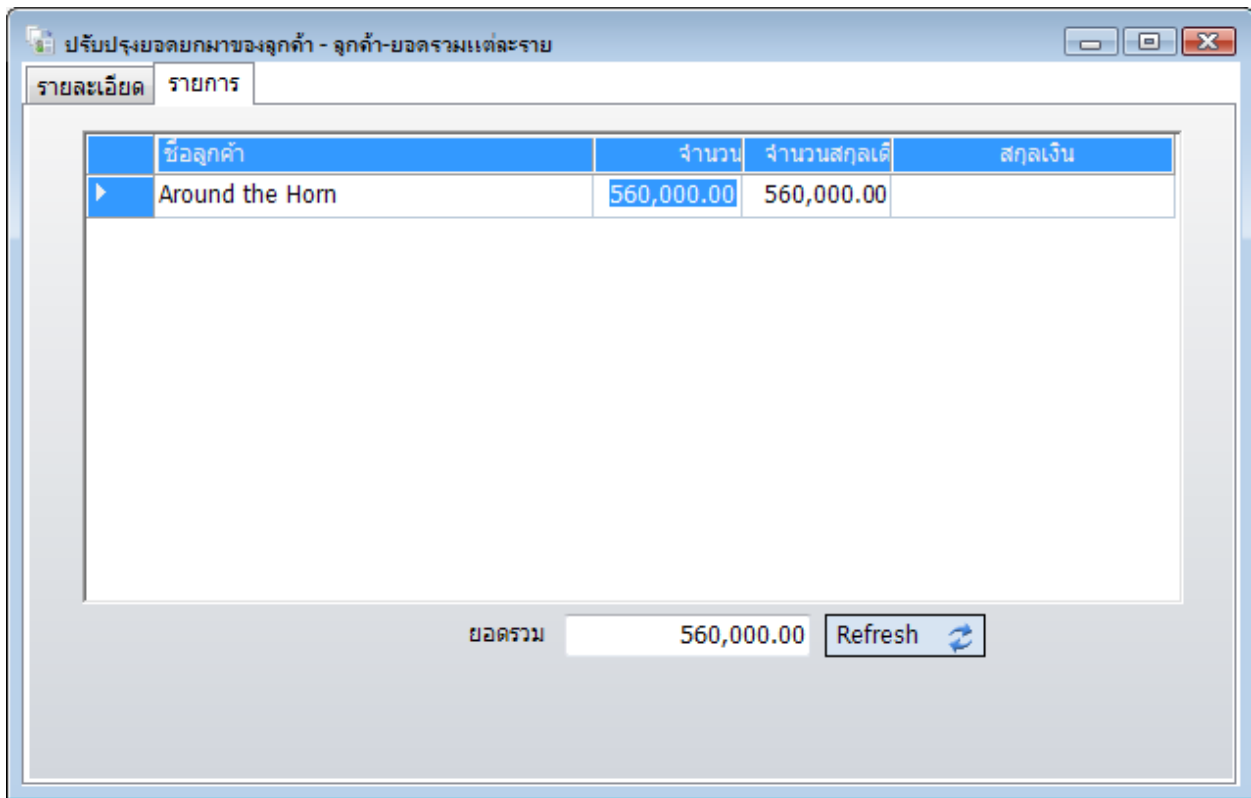 ปรับปรุงยอดยกมาของลูกค้า - ลูกค้า-ยอดรวมแต่ละราย
รายละเอียด รายการ
ชื่อลูกค้า จำนวน จำนวนสกุลเดิ สกุลเงิน
Around the Horn 560,000.00 560,000.00
ยอดรวม 560,000.00 Refresh